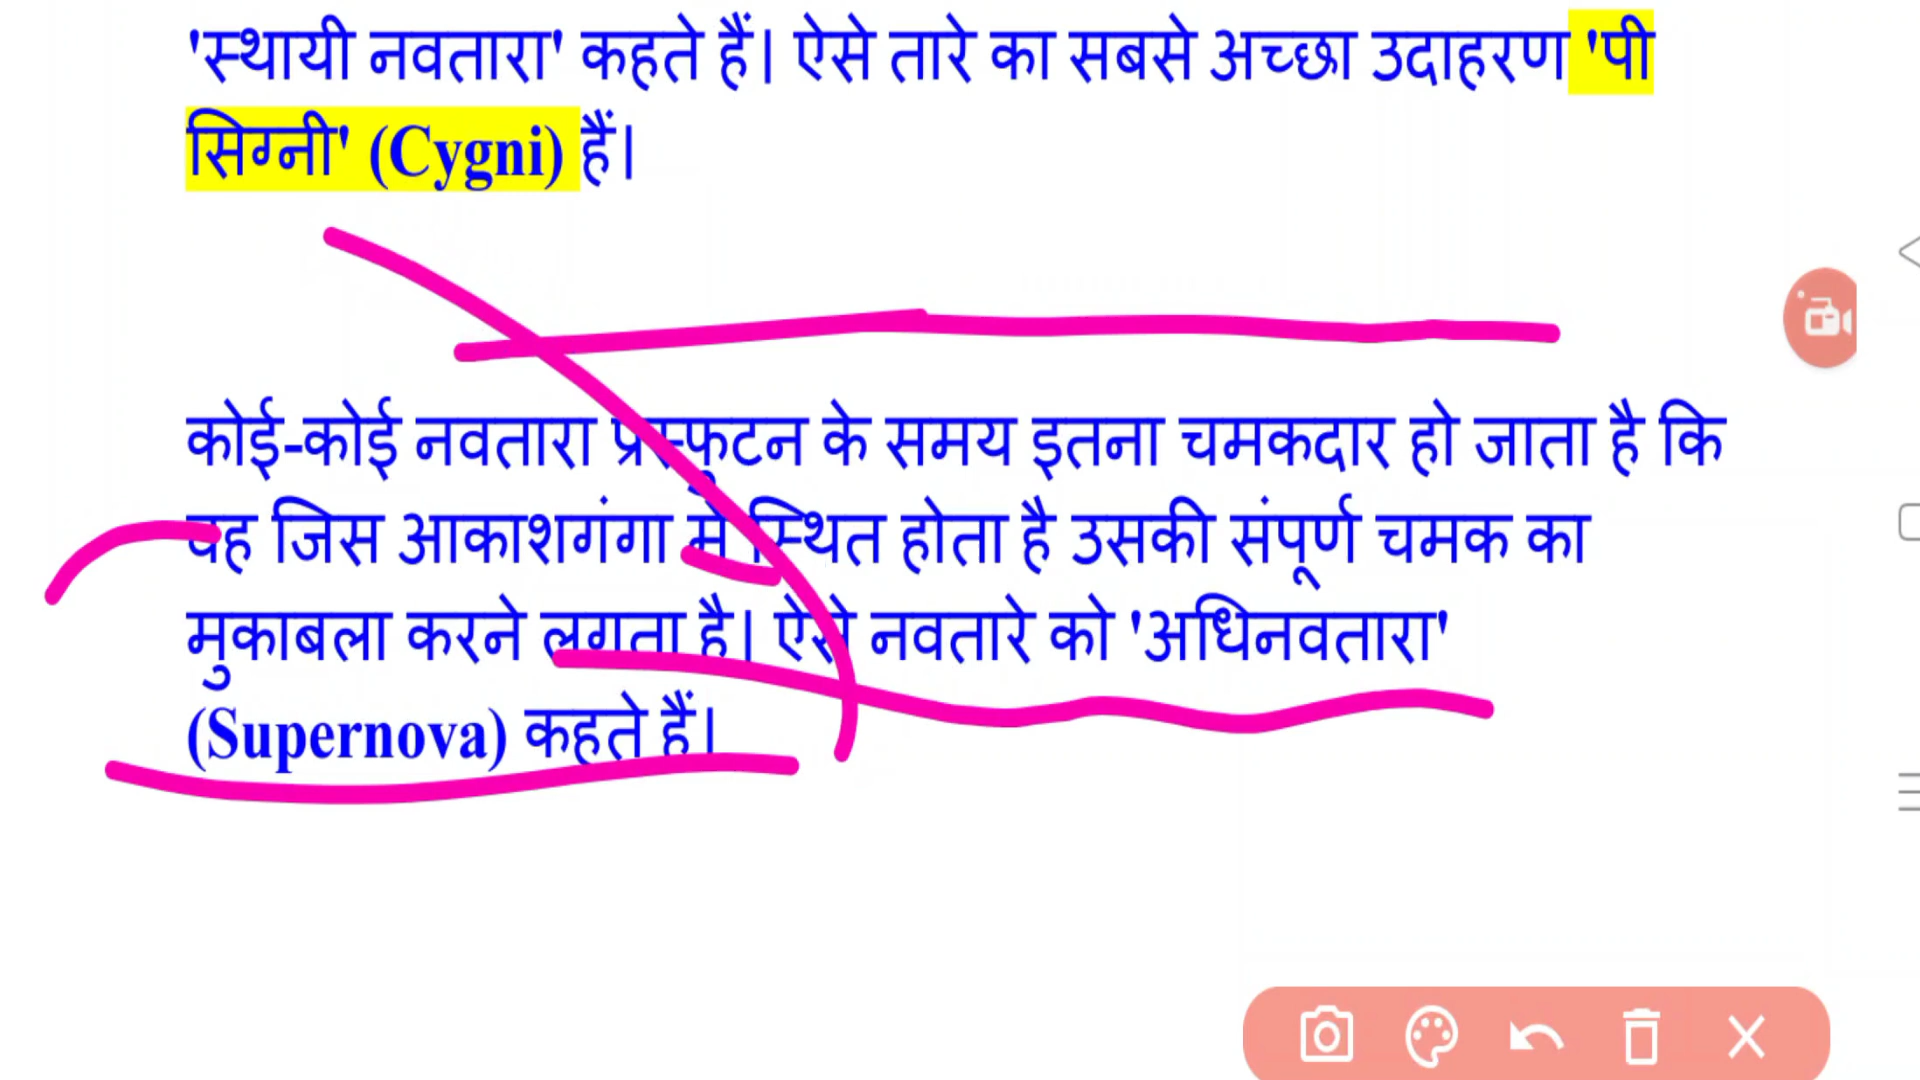 'स्थायी नवतारा' कहते हैं। ऐसे तारे का सबसे अच्छा उदाहरण 'पी
सिग्नी' (Cygni) हैं।
कोई-कोई नवतारा प्रस्फुटन के समय इतना चमकदार हो जाता है कि
वह जिस आकाशगंगा में स्थित होता है उसकी संपूर्ण चमक का
मुकाबला करने लगता है। ऐसे नवतारे को 'अधिनवतारा'
(Supernova) कहते हैं।